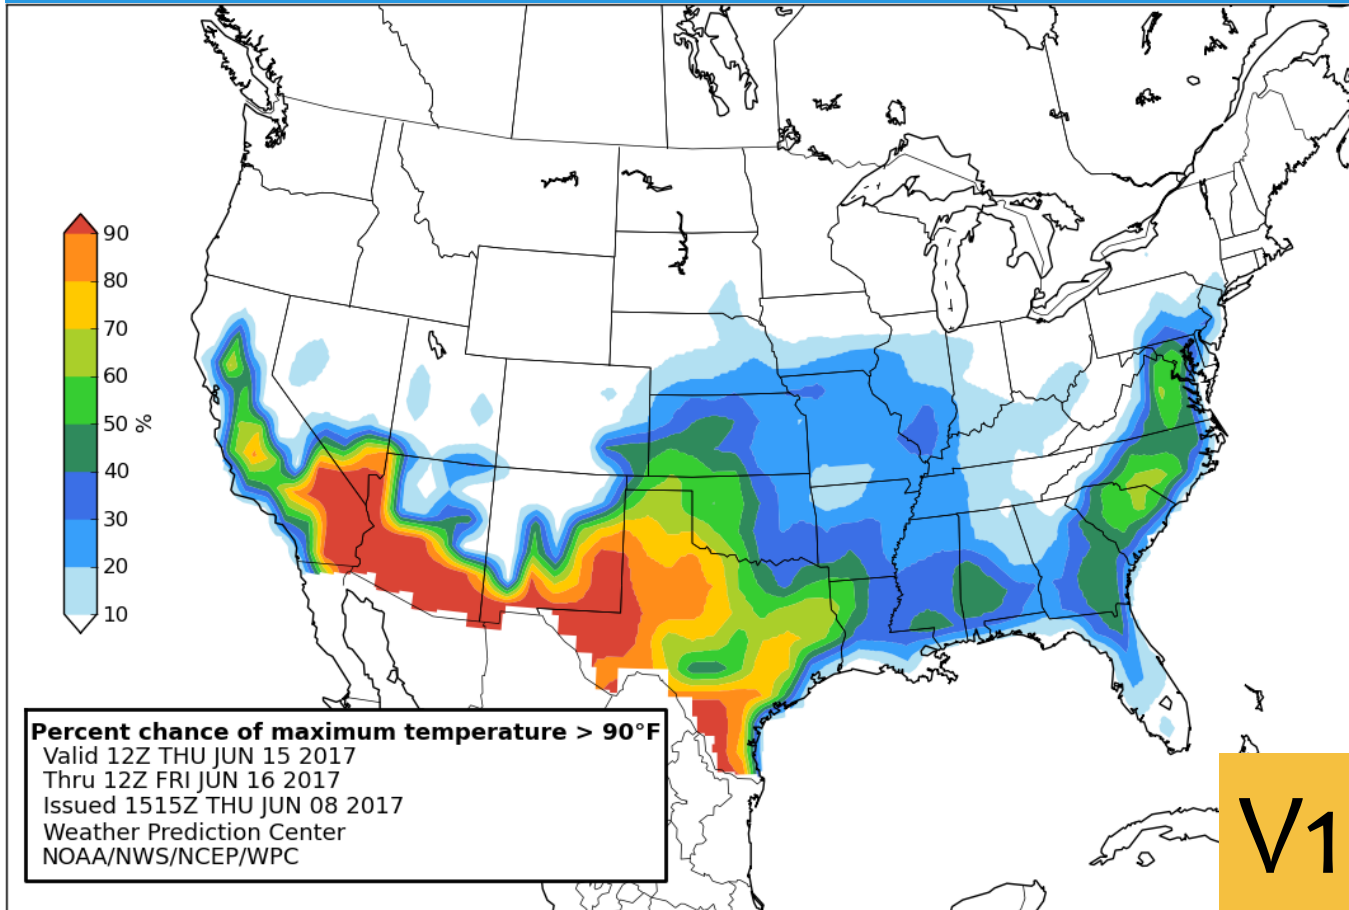 90
80
70
60
50
40
30
20
10
%
Percent chance of maximum temperature > 90°F
Valid 12Z THU JUN 15 2017
Thru 12Z FRI JUN 16 2017
Issued 1515Z THU JUN 08 2017
Weather Prediction Center
NOAA/NWS/NCEP/WPC
V1